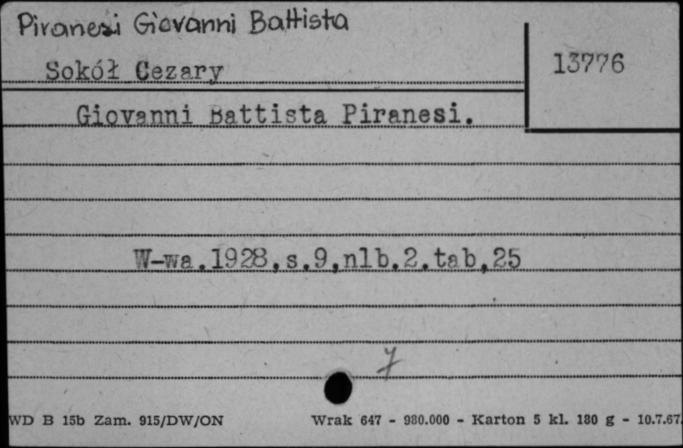 Piranesi Giovanni Battista
Sokół Cezary
13776
Giovanni Battista Piranesi.
W-wa.1928,s.9,nlb.2.tab,25
7
WD B 15b Zam. 915/DW/ON
Wrak 647 - 980.000 - Karton 5 kl. 180 g - 10.7.67.